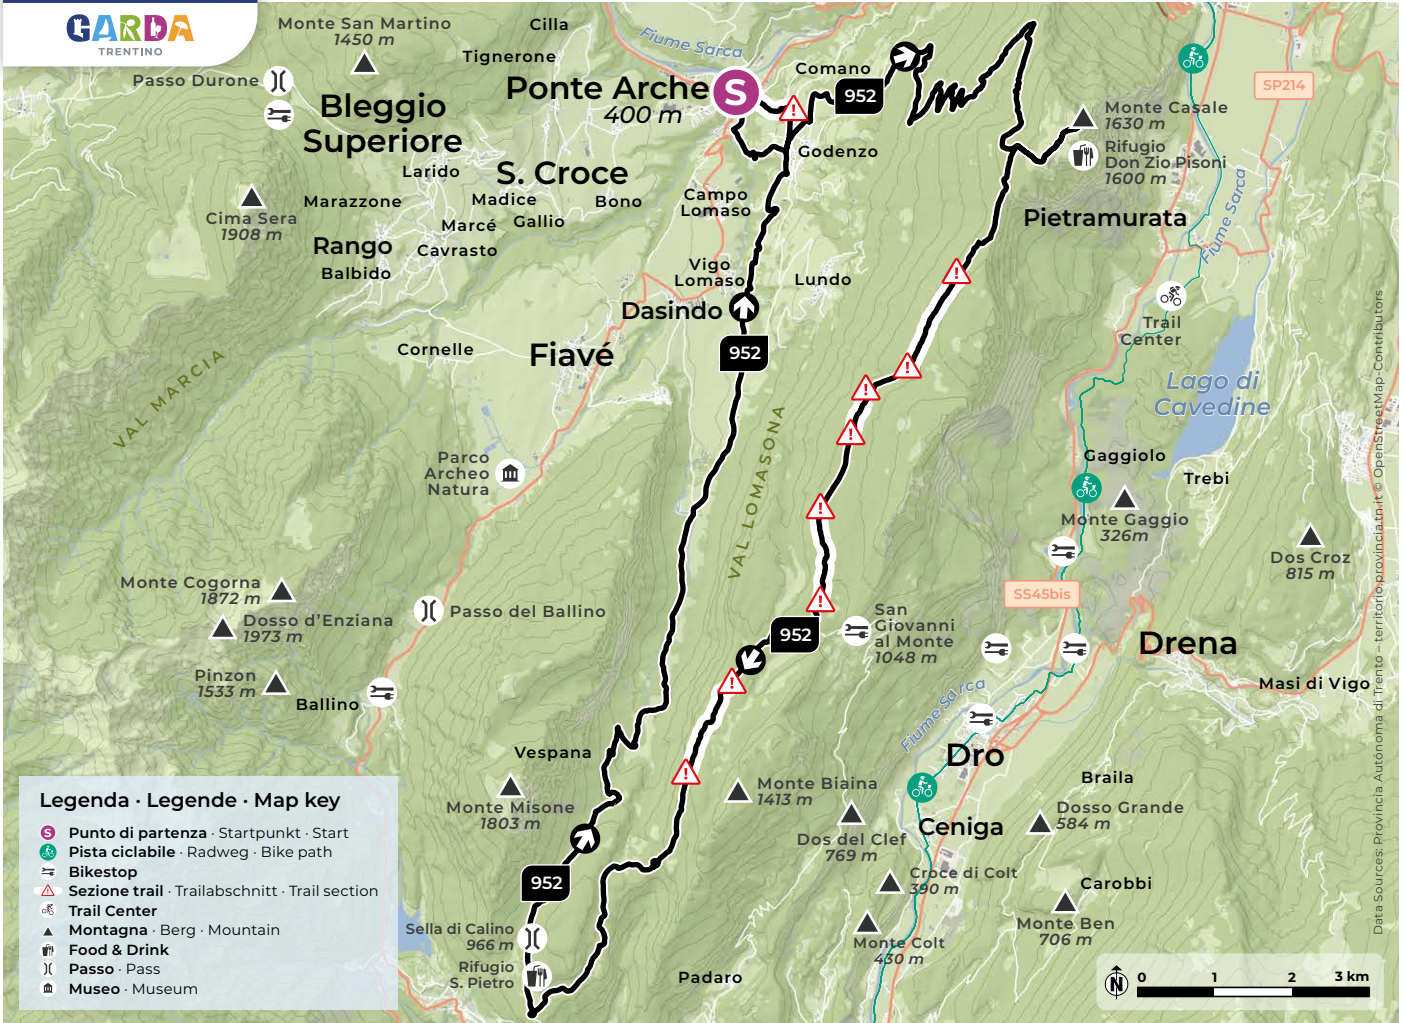 GARDA
TRENTINO
Monte San Martino
1450 m
Cilla
Tignerone
Fiume Sarca
Passo Durone
Bleggio
Superiore
Ponte Arche
400 m
S
Comano
952
SP214
Monte Casale
1630 m
Rifugio
Don Zio Pisoni
1600 m
Godenzo
Larido
S. Croce
Marazzone
Madice
Bono
Campo
Lomaso
Cima Sera
1908 m
Marcé
Gallio
Pietramurata
Fiume Sarca
Rango
Cavrasto
Balbido
Vigo
Lomaso
Lundo
Dasindo
Trail
Center
Cornelle
Fiavé
952
VAL MARCIA
Lago di
Cavedine
VAL LOMASONA
Parco
Archeo
Natura
Gaggiolo
Trebi
Monte Gaggio
326m
Dos Croz
815 m
Monte Cogorna
1872 m
Dosso d'Enziana
1973 m
Passo del Ballino
SS45bis
San
Giovanni
al Monte
1048 m
952
Drena
Pinzon
1533 m
Ballino
Masi di Vigo
Fiume Sarca
Dro
Vespana
Monte Misone
1803 m
Monte Biaina
1413 m
Braila
Dosso Grande
584 m
Dos del Clef
769 m
Ceniga
Croce di Colt
390 m
Carobbi
952
Monte Ben
706 m
Sella di Calino
966 m
Monte Colt
430 m
Rifugio
S. Pietro
Padaro
Legenda · Legende · Map key
S Punto di partenza · Startpunkt · Start
Pista ciclabile · Radweg · Bike path
Bikestop
Sezione trail · Trailabschnitt · Trail section
Trail Center
Montagna · Berg · Mountain
Food & Drink
Passo · Pass
Museo · Museum
N
0 1 2 3 km
Data Sources: Provincia Autonoma di Trento – territorio.provincia.tn.it © OpenStreetMap-Contributors